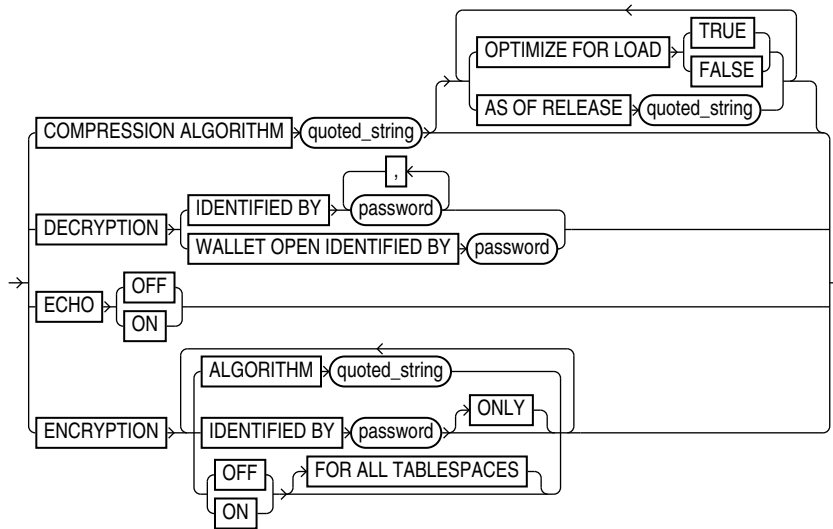 OPTIMIZE FOR LOAD TRUE
FALSE
AS OF RELEASE quoted_string
COMPRESSION ALGORITHM quoted_string
,
DECRYPTION IDENTIFIED BY password
WALLET OPEN IDENTIFIED BY password
ECHO OFF
ON
ALGORITHM quoted_string
ENCRYPTION IDENTIFIED BY password ONLY
OFF FOR ALL TABLESPACES
ON